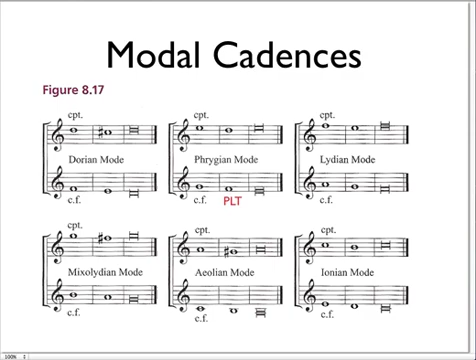 Modal Cadences
Figure 8.17
cpt. cpt. cpt.
Dorian Mode Phrygian Mode Lydian Mode
c.f. c.f. PLT c.f.
cpt. cpt. cpt.
Mixolydian Mode Aeolian Mode Ionian Mode
c.f. c.f. c.f.
100%